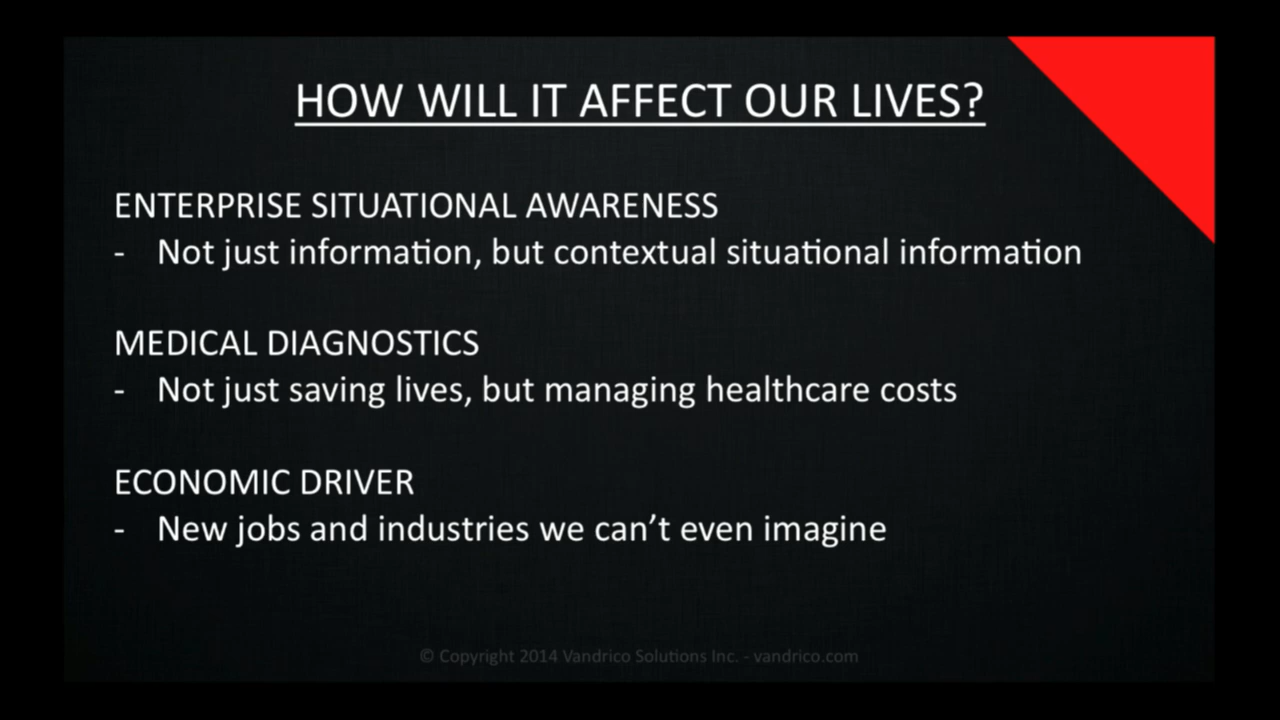 HOW WILL IT AFFECT OUR LIVES?
ENTERPRISE SITUATIONAL AWARENESS
- Not just information, but contextual situational information
MEDICAL DIAGNOSTICS
- Not just saving lives, but managing healthcare costs
ECONOMIC DRIVER
- New jobs and industries we can’t even imagine
© Copyright 2014 Vandrico Solutions Inc. - vandrico.com